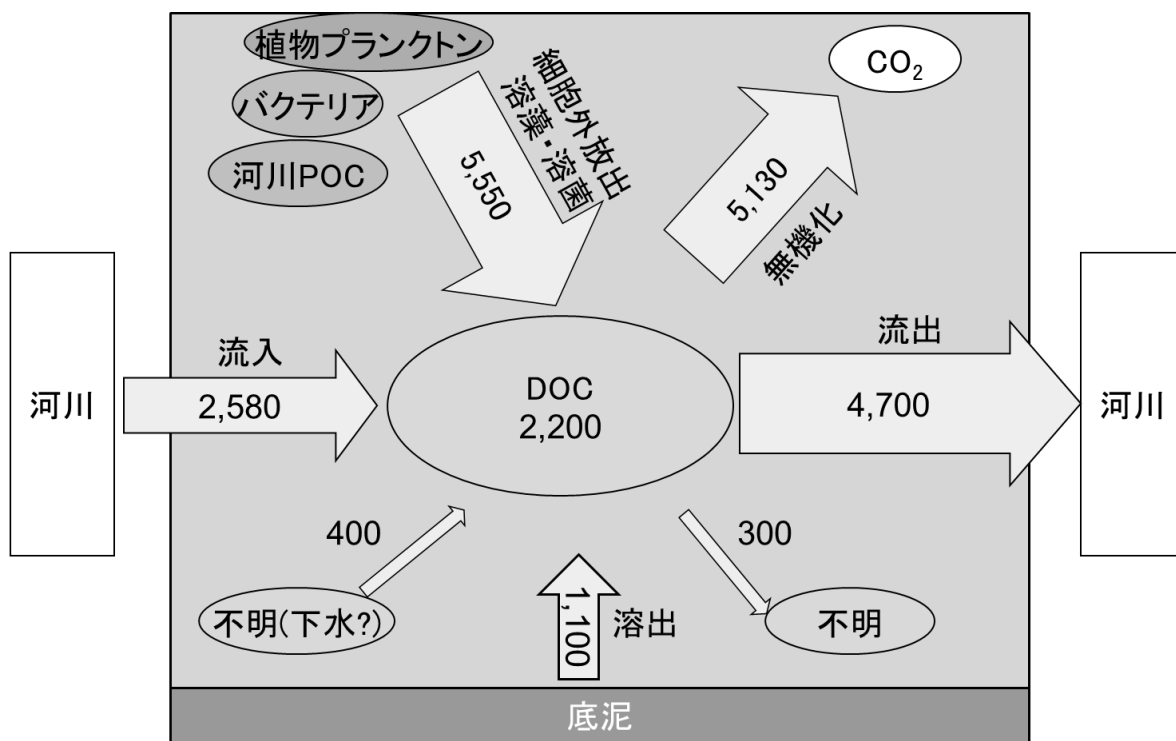 植物プランクトン
バクテリア
河川POC
細胞外放出
溶藻・溶菌
5,550
CO₂
5,130
無機化
河川
流入
2,580
DOC
2,200
流出
4,700
河川
400
不明(下水?)
1,100
溶出
300
不明
底泥